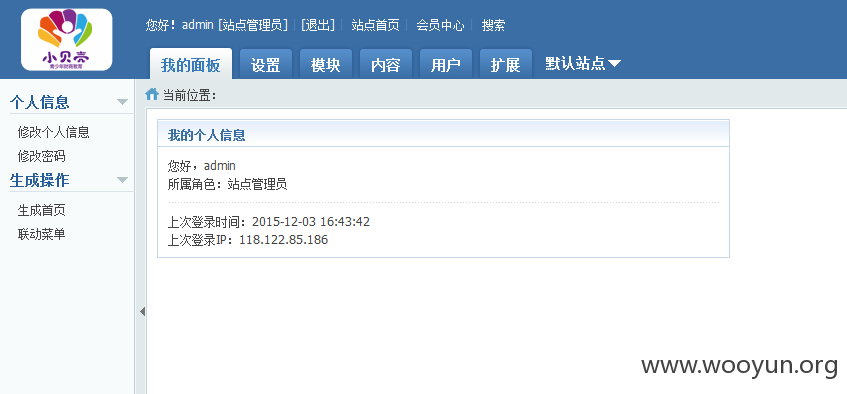 您好！admin [站点管理员] | [退出] | 站点首页 | 会员中心 | 搜索
小贝壳
青少年财商教育
我的面板 设置 模块 内容 用户 扩展 默认站点
个人信息
修改个人信息
修改密码
生成操作
生成首页
联动菜单
当前位置：
我的个人信息
您好，admin
所属角色：站点管理员
上次登录时间：2015-12-03 16:43:42
上次登录IP：118.122.85.186
www.wooyun.org